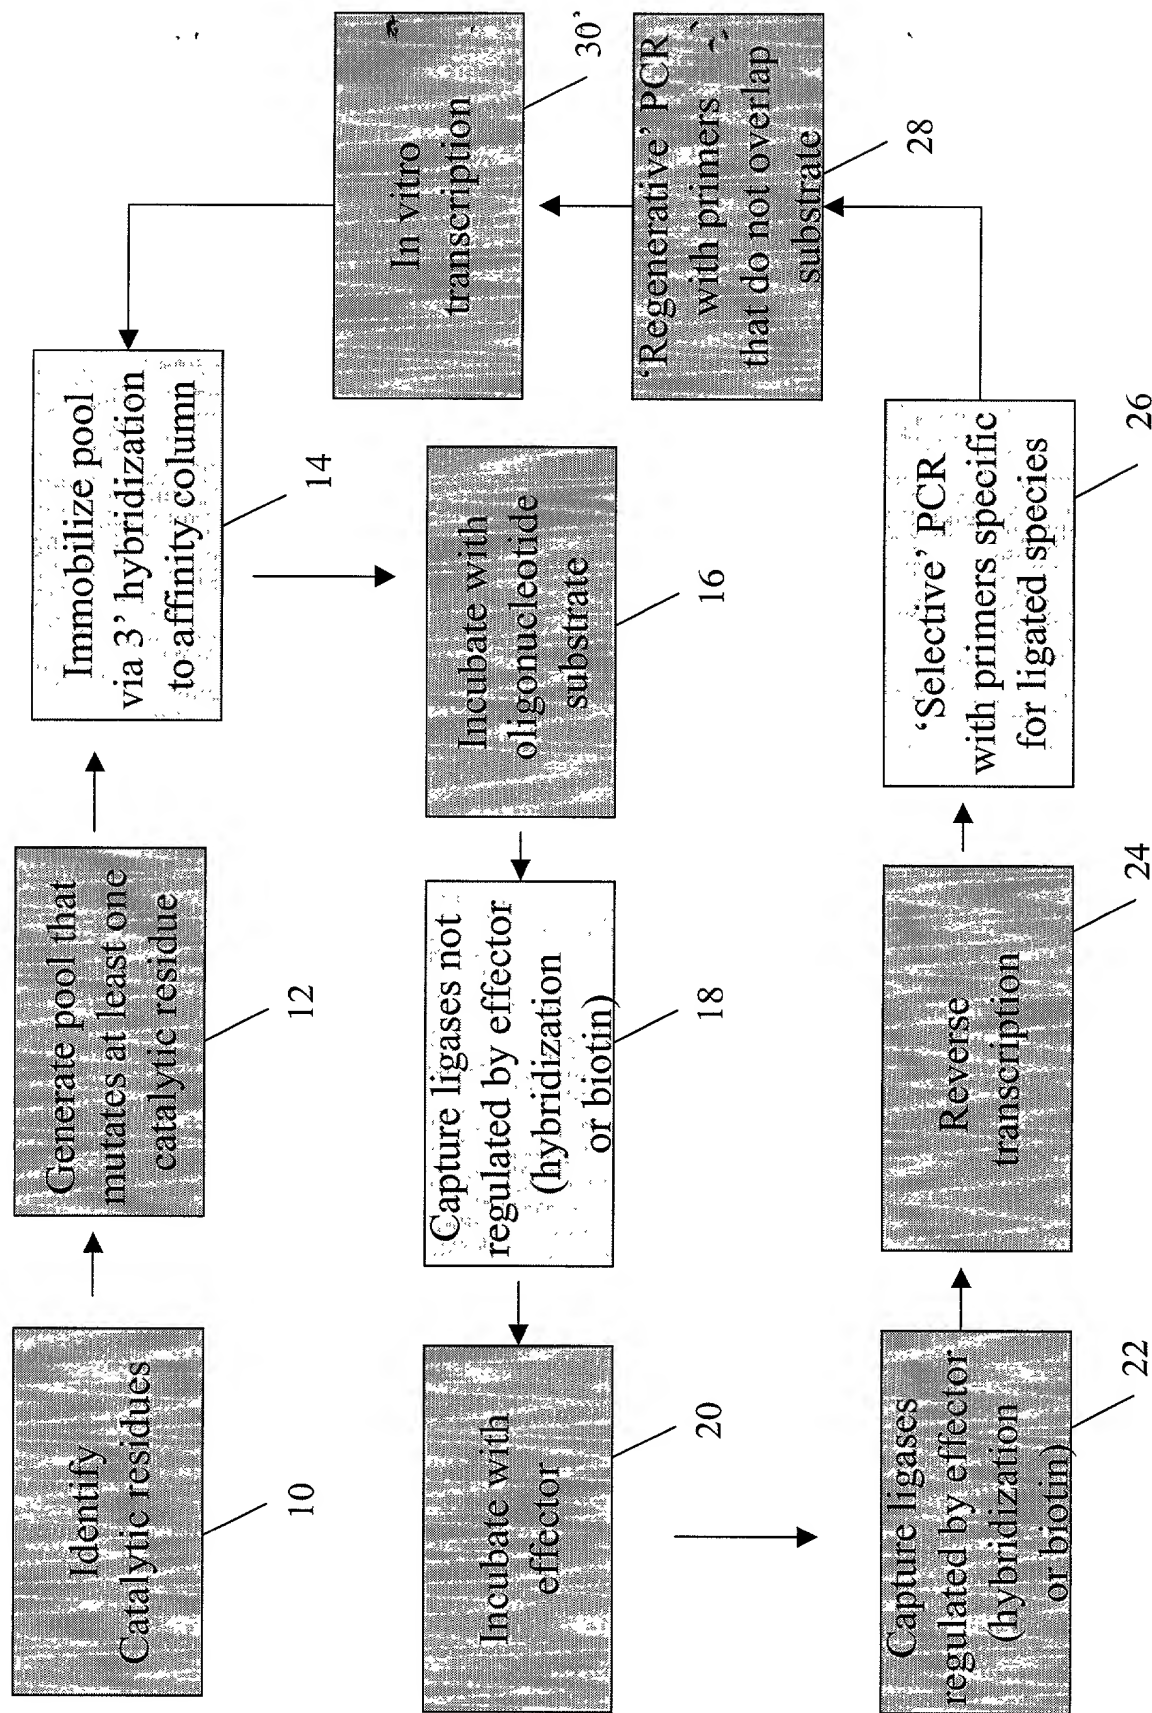 Identify
Catalytic residues
10
Generate pool that
mutates at least one
catalytic residue
12
Immobilize pool
via 3’ hybridization
to affinity column
14
Incubate with
oligonucleotide
substrate
16
Capture ligases not
regulated by effector
(hybridization
or biotin)
18
Incubate with
effector
20
Capture ligases
regulated by effector
(hybridization
or biotin)
22
Reverse
transcription
24
‘Selective’ PCR
with primers specific
for ligated species
26
‘Regenerative’ PCR
with primers
that do not overlap
substrate
28
In vitro
transcription
30